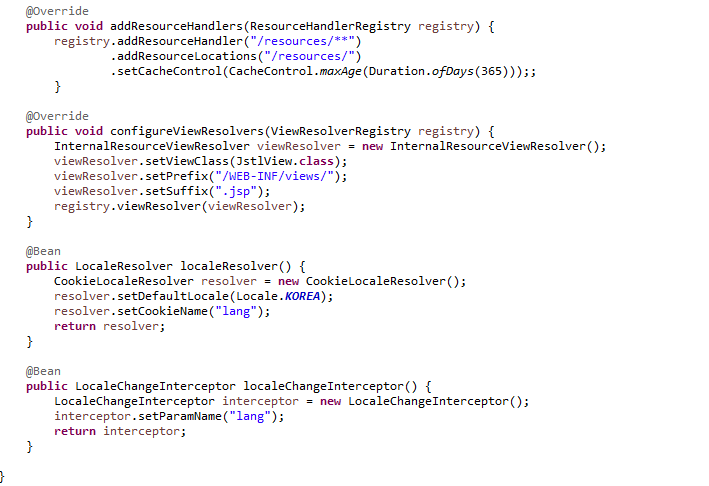 @Override
public void addResourceHandlers(ResourceHandlerRegistry registry) {
registry.addResourceHandler("/resources/**")
.addResourceLocations("/resources/")
.setCacheControl(CacheControl.maxAge(Duration.ofDays(365)));;
}
@Override
public void configureViewResolvers(ViewResolverRegistry registry) {
InternalResourceViewResolver viewResolver = new InternalResourceViewResolver();
viewResolver.setViewClass(JstlView.class);
viewResolver.setPrefix("/WEB-INF/views/");
viewResolver.setSuffix(".jsp");
registry.viewResolver(viewResolver);
}
@Bean
public LocaleResolver localeResolver() {
CookieLocaleResolver resolver = new CookieLocaleResolver();
resolver.setDefaultLocale(Locale.KOREA);
resolver.setCookieName("lang");
return resolver;
}
@Bean
public LocaleChangeInterceptor localeChangeInterceptor() {
LocaleChangeInterceptor interceptor = new LocaleChangeInterceptor();
interceptor.setParamName("lang");
return interceptor;
}
}